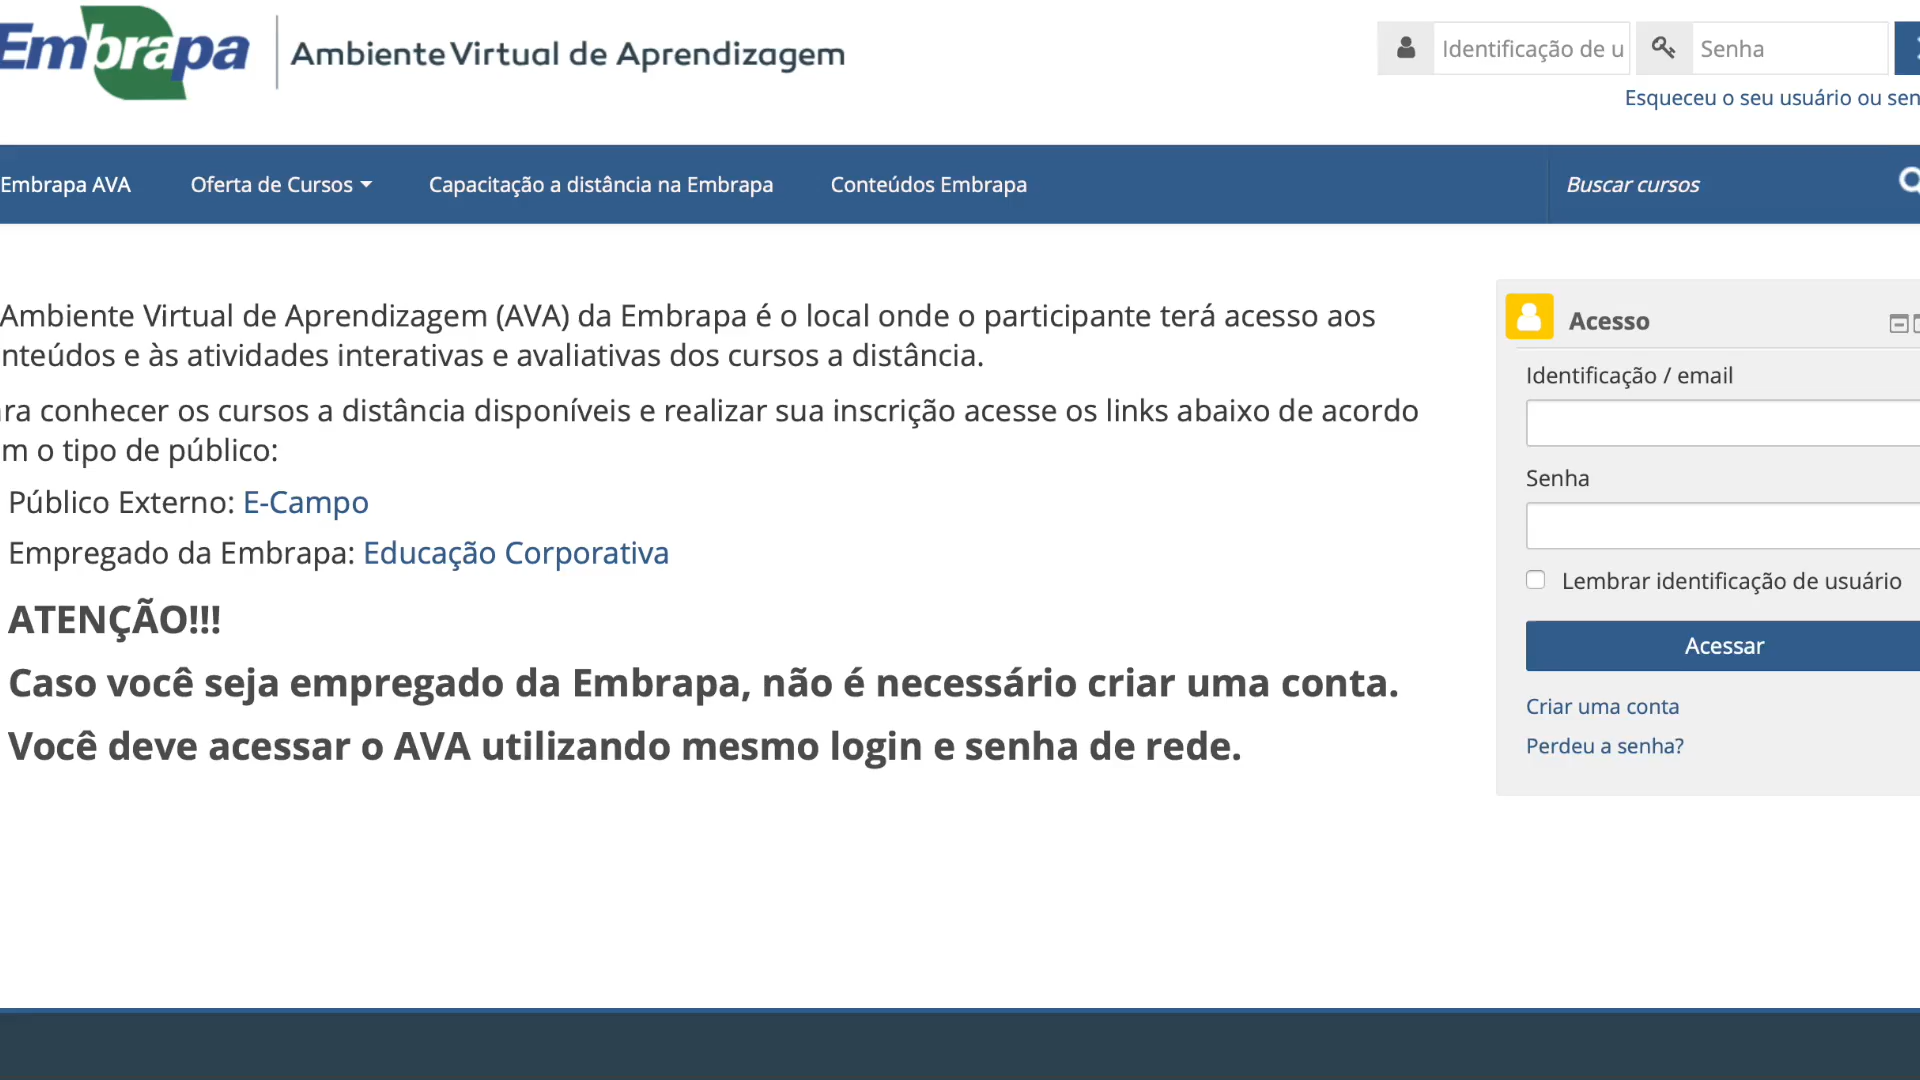 Embrapa
Ambiente Virtual de Aprendizagem
Identificação de u
Senha
Esqueceu o seu usuário ou sen
Embrapa AVA
Oferta de Cursos
Capacitação a distância na Embrapa
Conteúdos Embrapa
Buscar cursos
Ambiente Virtual de Aprendizagem (AVA) da Embrapa é o local onde o participante terá acesso aos
nteúdos e às atividades interativas e avaliativas dos cursos a distância.
ra conhecer os cursos a distância disponíveis e realizar sua inscrição acesse os links abaixo de acordo
m o tipo de público:
Público Externo: E-Campo
Empregado da Embrapa: Educação Corporativa
ATENÇÃO!!!
Caso você seja empregado da Embrapa, não é necessário criar uma conta.
Você deve acessar o AVA utilizando mesmo login e senha de rede.
Acesso
Identificação / email
Senha
Lembrar identificação de usuário
Acessar
Criar uma conta
Perdeu a senha?